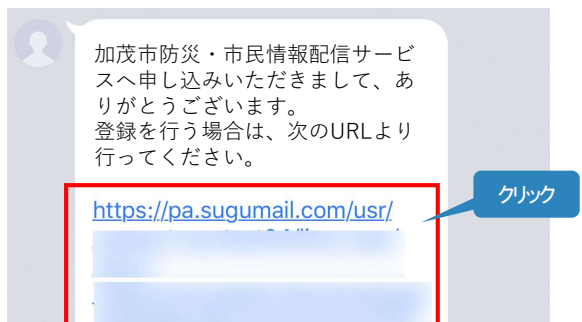 加茂市防災・市民情報配信サービ
スへ申し込みいただきまして、あ
りがとうございます。
登録を行う場合は、次のURLより
行ってください。
クリック
https://pa.sugumail.com/usr/